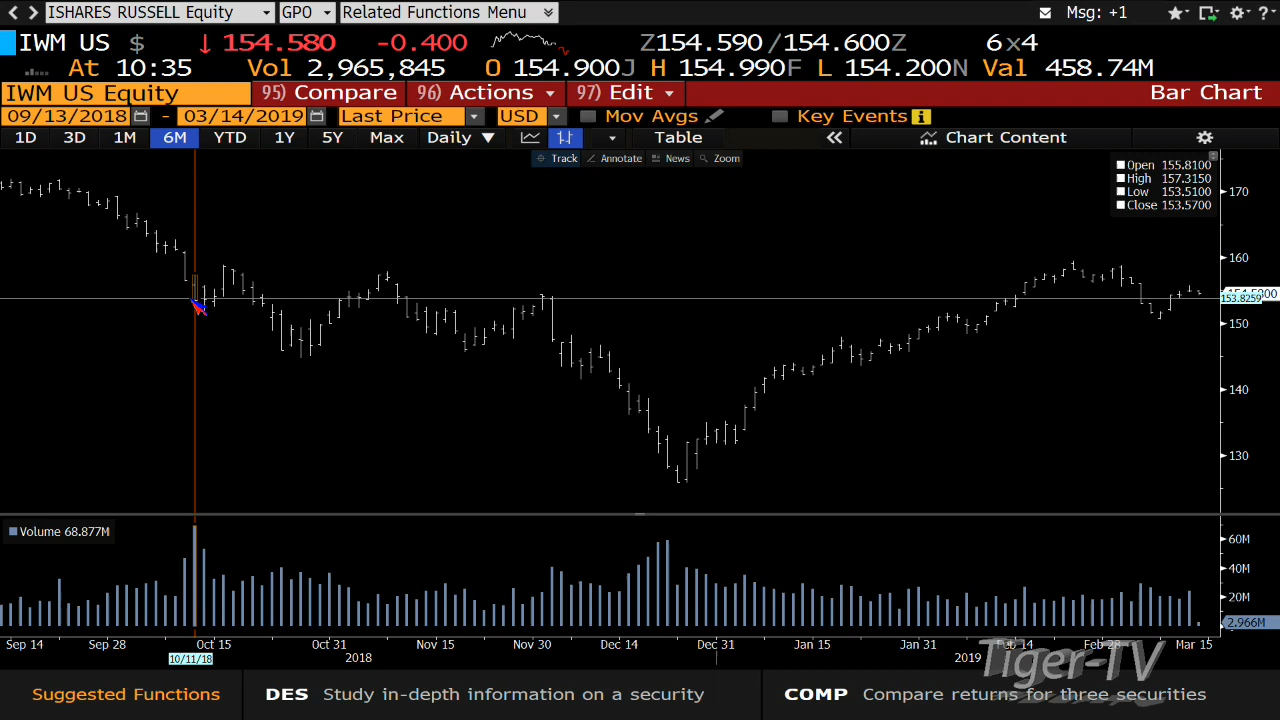 ISHARES RUSSELL Equity GPO Related Functions Menu Msg: +1
IWM US $ ↓ 154.580 -0.400 Z154.590/154.600Z 6x4
At 10:35 Vol 2,965,845 O 154.900J H 154.990F L 154.200N Val 458.74M
IWM US Equity 95) Compare 96) Actions 97) Edit Bar Chart
09/13/2018 - 03/14/2019 Last Price USD Mov Avgs Key Events
1D 3D 1M 6M YTD 1Y 5Y Max Daily ▼ Table « Chart Content
Track Annotate News Zoom
Open 155.8100
High 157.3150
Low 153.5100
Close 153.5700
170
160
153.8259
150
140
130
Volume 68.877M
60M
40M
20M
2.966M
Sep 14 Sep 28 Oct 15 Oct 31 Nov 15 Nov 30 Dec 14 Dec 31 Jan 15 Jan 31 Feb 14 Feb 28 Mar 15
10/11/18 2018 2019
Tiger-TV
Suggested Functions DES Study in-depth information on a security COMP Compare returns for three securities